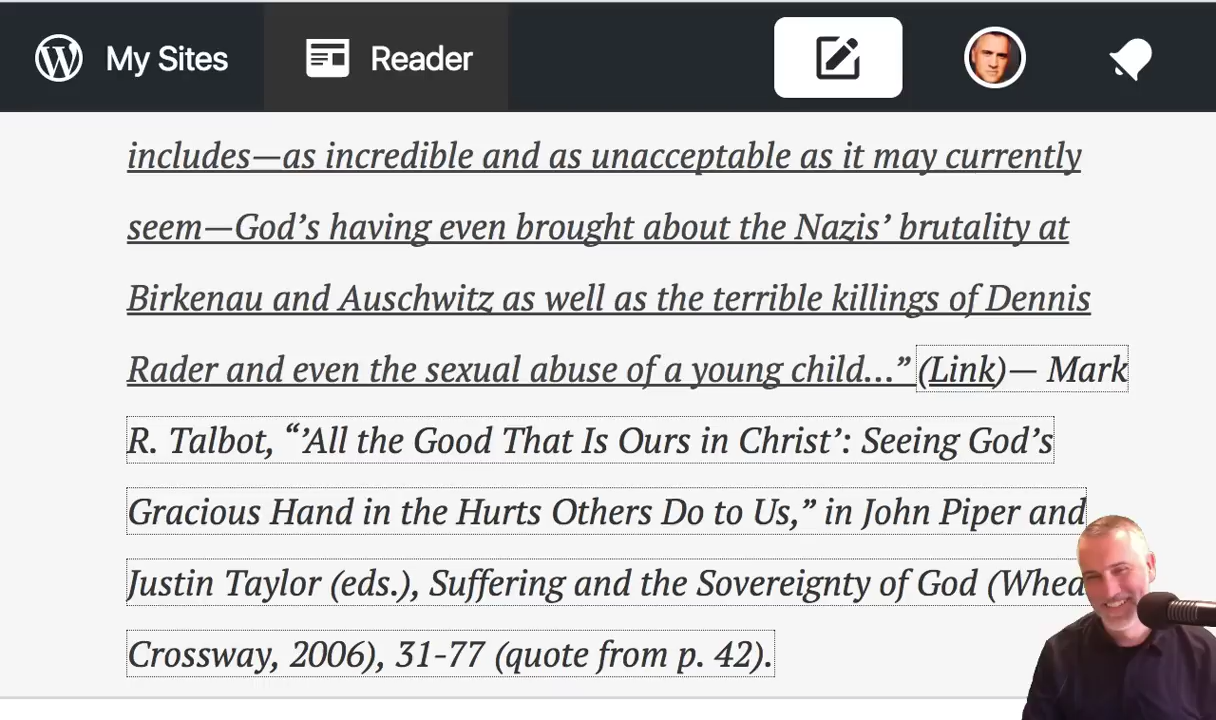 My Sites
Reader
includes—as incredible and as unacceptable as it may currently
seem—God’s having even brought about the Nazis’ brutality at
Birkenau and Auschwitz as well as the terrible killings of Dennis
Rader and even the sexual abuse of a young child…” (Link)— Mark
R. Talbot, “’All the Good That Is Ours in Christ’: Seeing God’s
Gracious Hand in the Hurts Others Do to Us,” in John Piper and
Justin Taylor (eds.), Suffering and the Sovereignty of God (Whea
Crossway, 2006), 31-77 (quote from p. 42).